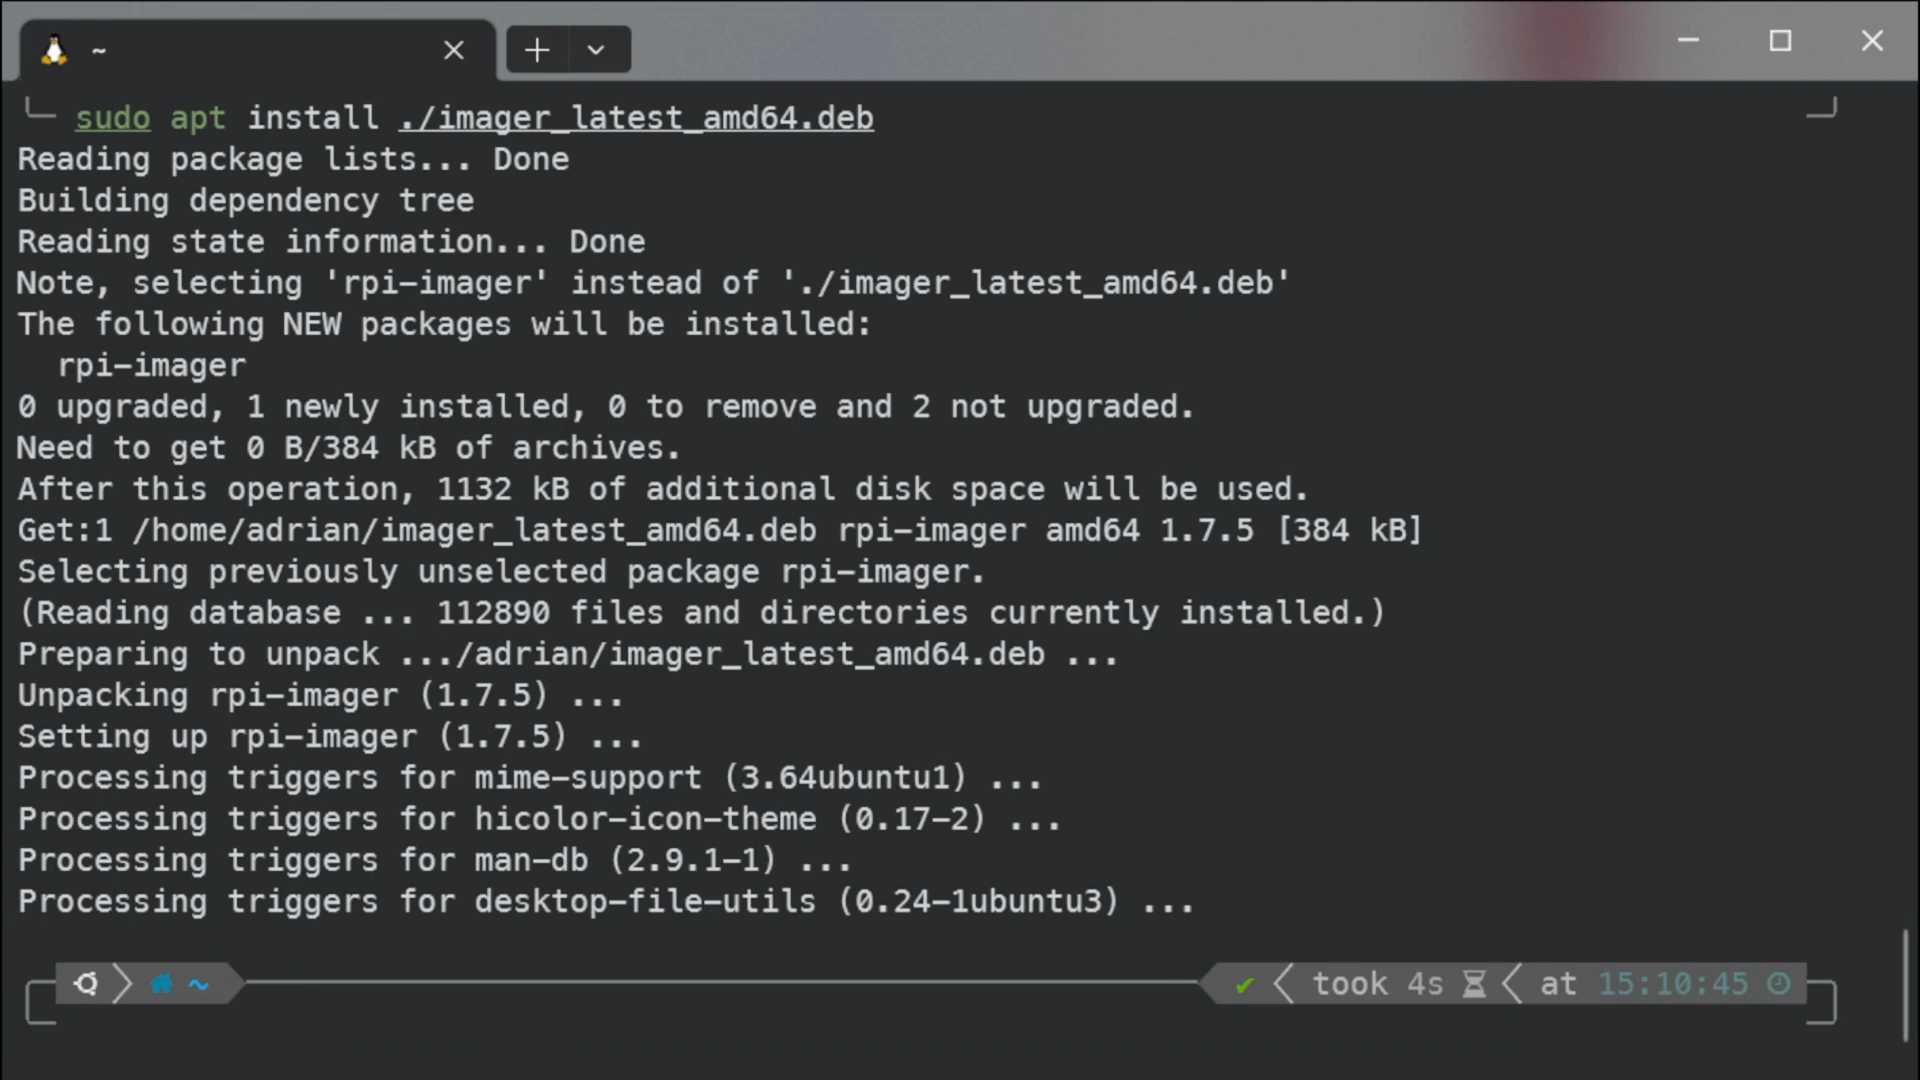 ~
sudo apt install ./imager_latest_amd64.deb
Reading package lists... Done
Building dependency tree
Reading state information... Done
Note, selecting 'rpi-imager' instead of './imager_latest_amd64.deb'
The following NEW packages will be installed:
  rpi-imager
0 upgraded, 1 newly installed, 0 to remove and 2 not upgraded.
Need to get 0 B/384 kB of archives.
After this operation, 1132 kB of additional disk space will be used.
Get:1 /home/adrian/imager_latest_amd64.deb rpi-imager amd64 1.7.5 [384 kB]
Selecting previously unselected package rpi-imager.
(Reading database ... 112890 files and directories currently installed.)
Preparing to unpack .../adrian/imager_latest_amd64.deb ...
Unpacking rpi-imager (1.7.5) ...
Setting up rpi-imager (1.7.5) ...
Processing triggers for mime-support (3.64ubuntu1) ...
Processing triggers for hicolor-icon-theme (0.17-2) ...
Processing triggers for man-db (2.9.1-1) ...
Processing triggers for desktop-file-utils (0.24-1ubuntu3) ...
~ took 4s at 15:10:45